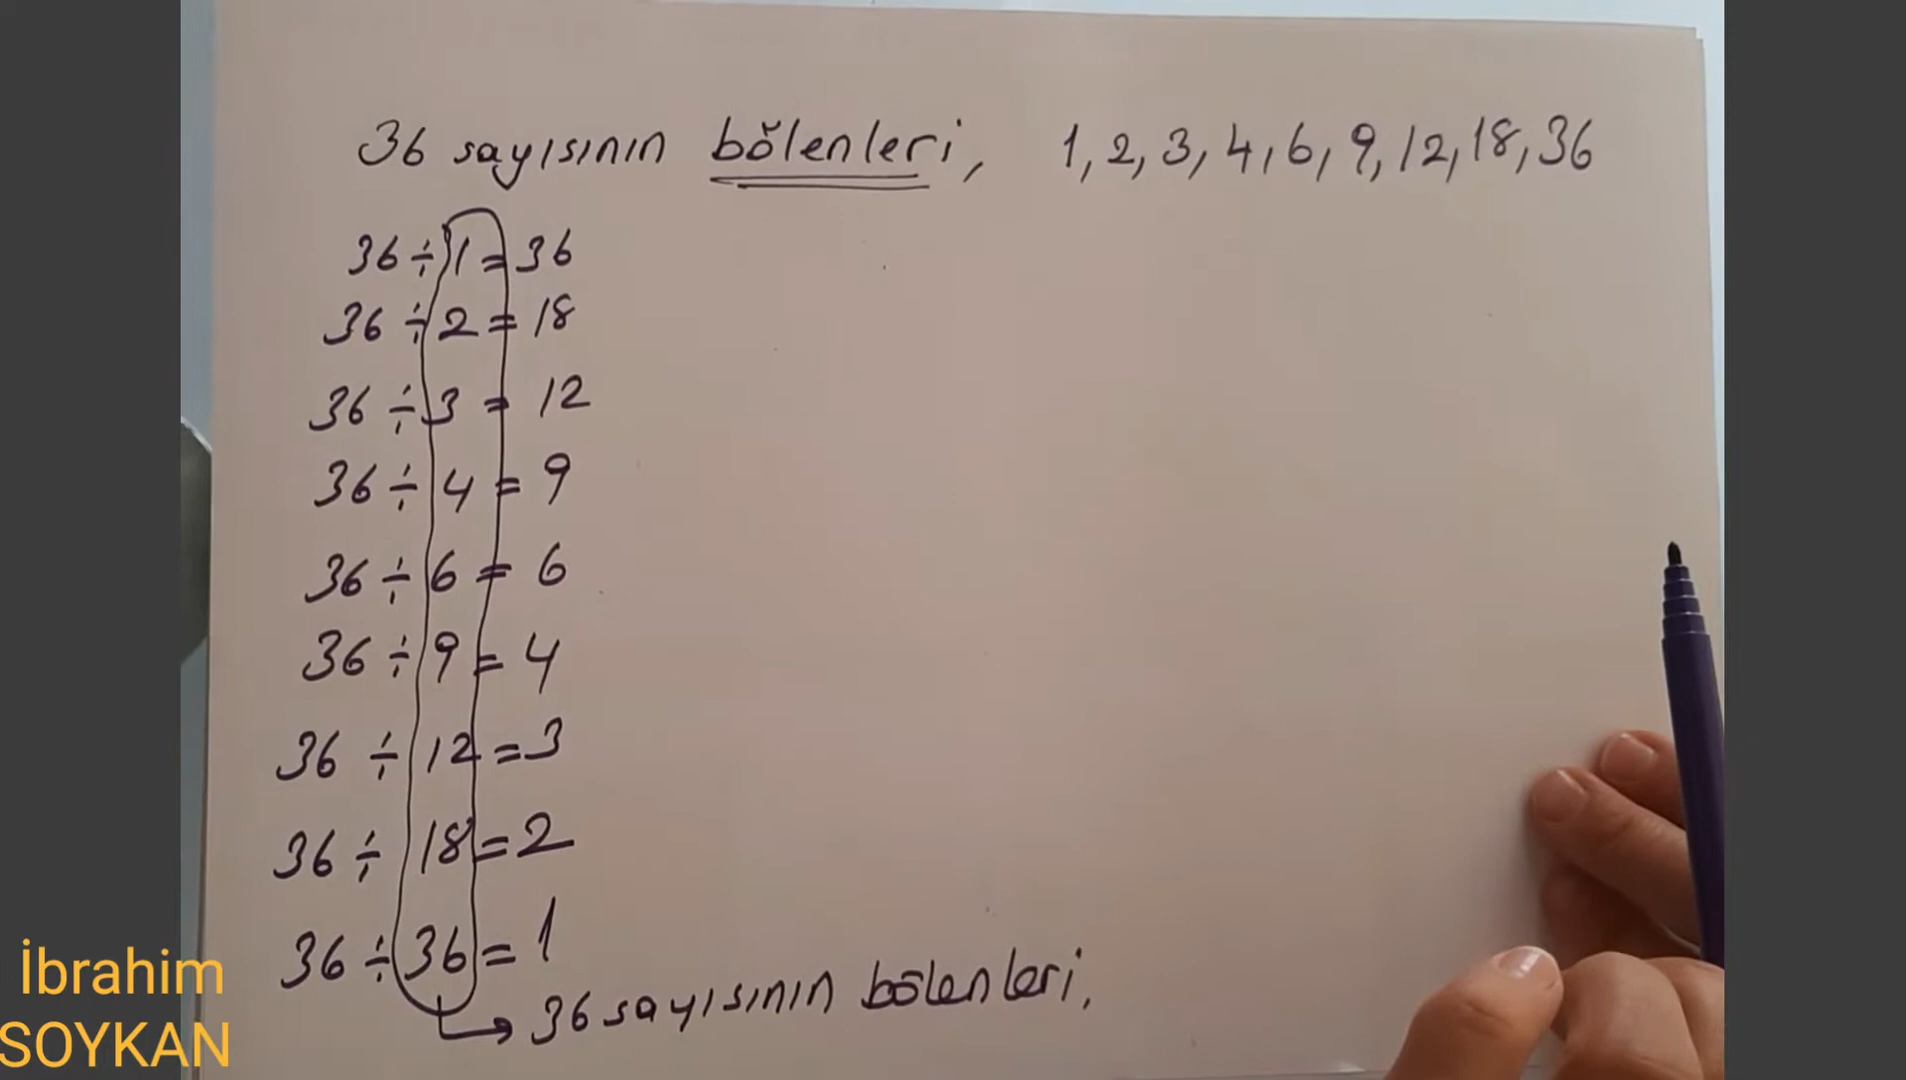 36 sayısının bölenleri, 1, 2, 3, 4, 6, 9, 12, 18, 36
36 ÷ 1 = 36
36 ÷ 2 = 18
36 ÷ 3 = 12
36 ÷ 4 = 9
36 ÷ 6 = 6
36 ÷ 9 = 4
36 ÷ 12 = 3
36 ÷ 18 = 2
36 ÷ 36 = 1
36 sayısının bölenleri,
İbrahim
SOYKAN